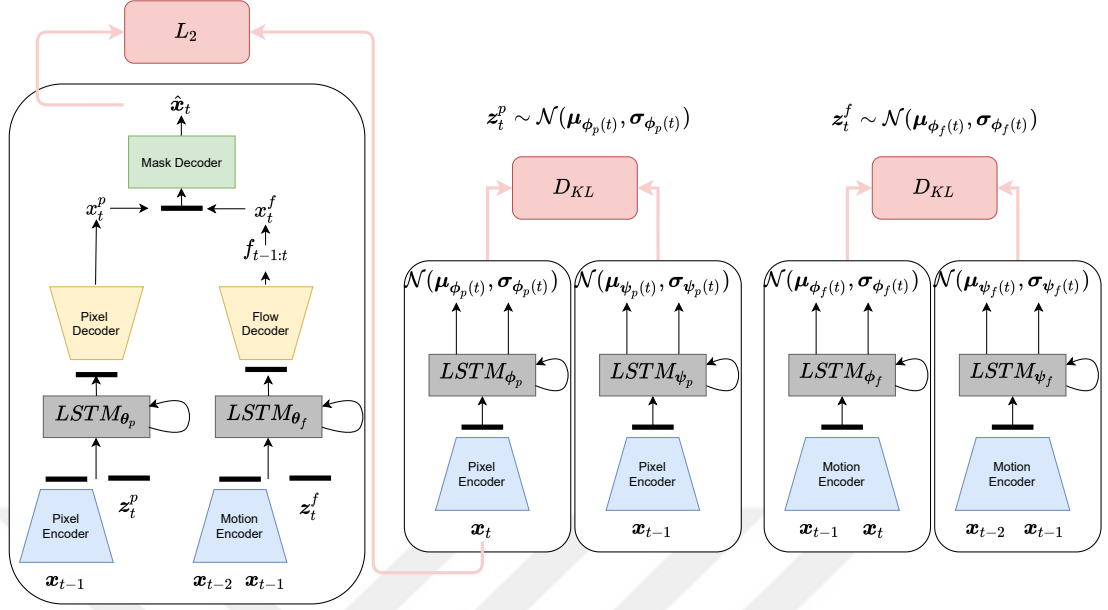 L_2
x̂_t
Mask Decoder
x_t^p
x_t^f
f_{t-1:t}
Pixel
Decoder
Flow
Decoder
LSTM_{θ_p}
LSTM_{θ_f}
z_t^p
z_t^f
Pixel
Encoder
Motion
Encoder
x_{t-1}
x_{t-2} x_{t-1}
z_t^p ∼ 𝒩(μ_{ϕ_p(t)}, σ_{ϕ_p(t)})
D_{KL}
𝒩(μ_{ϕ_p(t)}, σ_{ϕ_p(t)})
𝒩(μ_{ψ_p(t)}, σ_{ψ_p(t)})
LSTM_{ϕ_p}
LSTM_{ψ_p}
Pixel
Encoder
Pixel
Encoder
x_t
x_{t-1}
z_t^f ∼ 𝒩(μ_{ϕ_f(t)}, σ_{ϕ_f(t)})
D_{KL}
𝒩(μ_{ϕ_f(t)}, σ_{ϕ_f(t)})
𝒩(μ_{ψ_f(t)}, σ_{ψ_f(t)})
LSTM_{ϕ_f}
LSTM_{ψ_f}
Motion
Encoder
Motion
Encoder
x_{t-1} x_t
x_{t-2} x_{t-1}